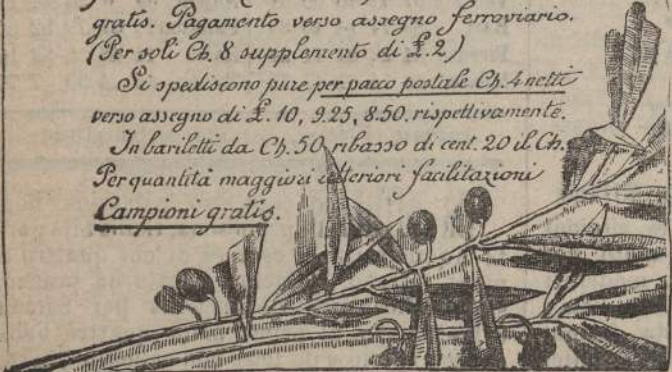 gratis. Pagamento verso assegno ferroviario.
(Per soli Ch. 8 supplemento di £.2)
Si spediscono pure per pacco postale Ch. 4 netti
verso assegno di £. 10, 9.25, 8.50 rispettivamente.
In bariletti da Ch. 50 ribasso di cent. 20 il Ch.
Per quantità maggiori ulteriori facilitazioni
Campioni gratis.